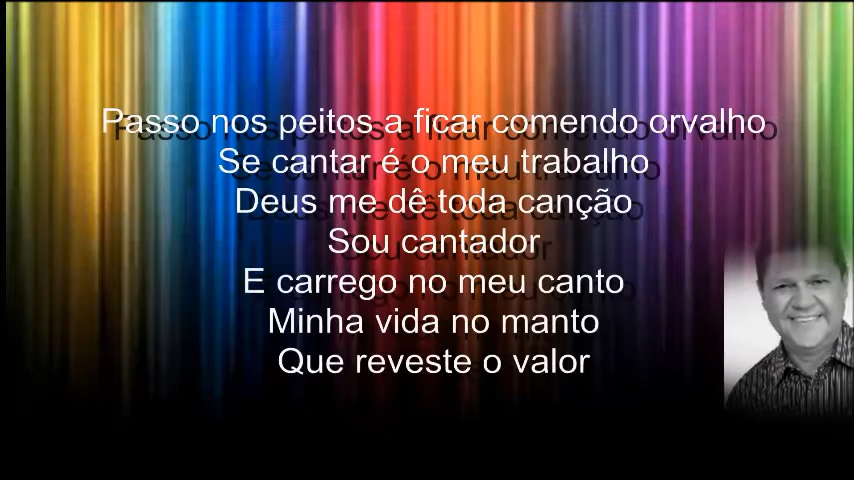 Passo nos peitos a ficar comendo orvalho
Se cantar é o meu trabalho
Deus me dê toda canção
Sou cantador
E carrego no meu canto
Minha vida no manto
Que reveste o valor